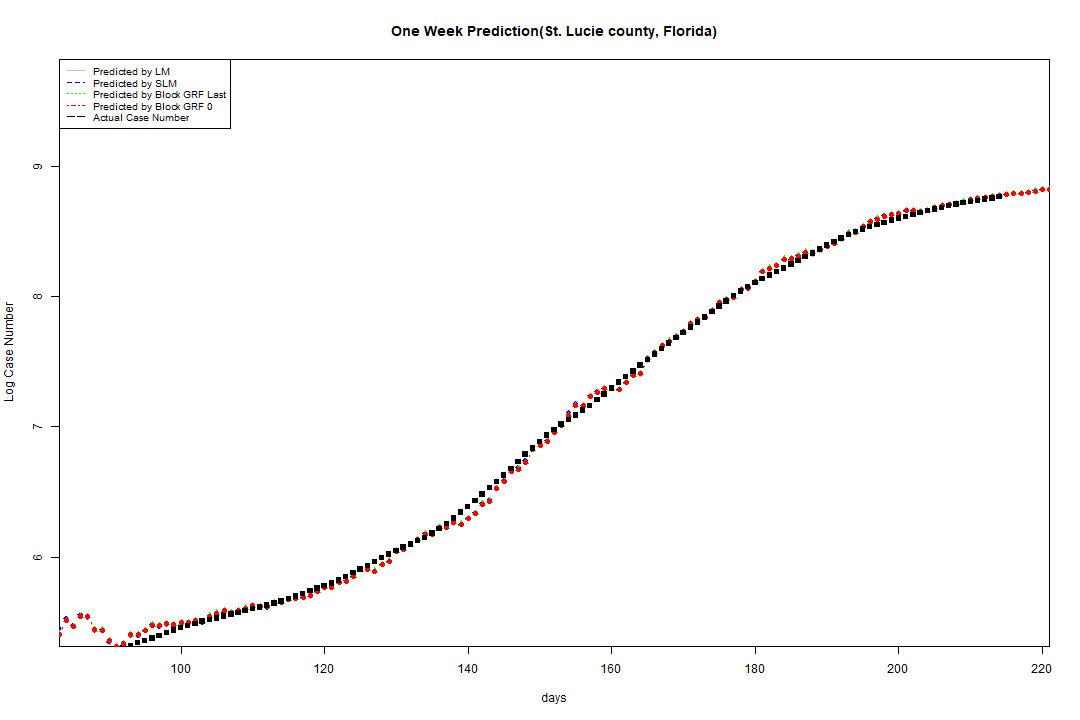 One Week Prediction(St. Lucie county, Florida)
Predicted by LM
Predicted by SLM
Predicted by Block GRF Last
Predicted by Block GRF 0
Actual Case Number
Log Case Number
9
8
7
6
100 120 140 160 180 200 220
days